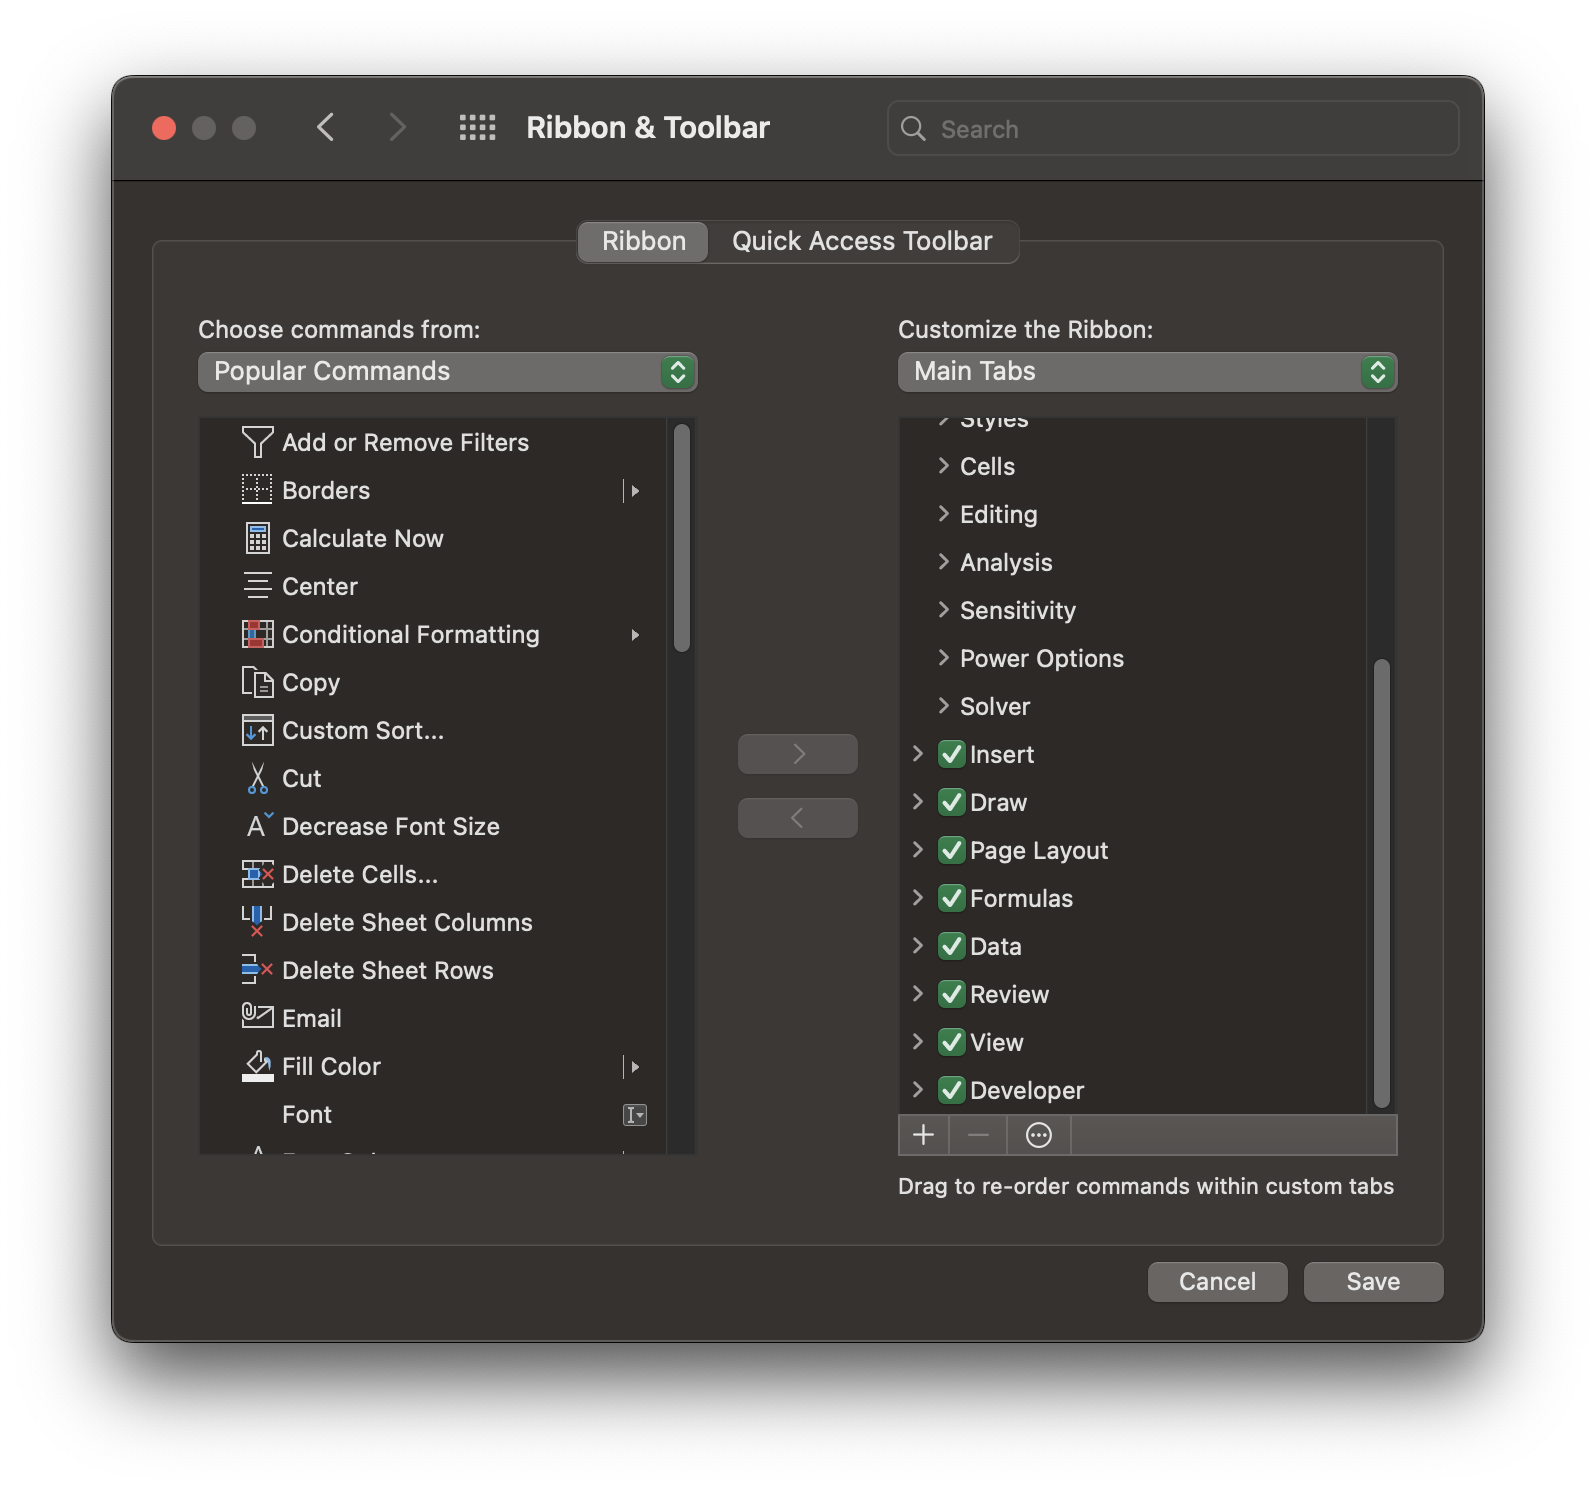 Ribbon & Toolbar
Search
Ribbon
Quick Access Toolbar
Choose commands from:
Popular Commands
Add or Remove Filters
Borders
Calculate Now
Center
Conditional Formatting
Copy
Custom Sort...
Cut
Decrease Font Size
Delete Cells...
Delete Sheet Columns
Delete Sheet Rows
Email
Fill Color
Font
Customize the Ribbon:
Main Tabs
Styles
Cells
Editing
Analysis
Sensitivity
Power Options
Solver
Insert
Draw
Page Layout
Formulas
Data
Review
View
Developer
Drag to re-order commands within custom tabs
Cancel
Save